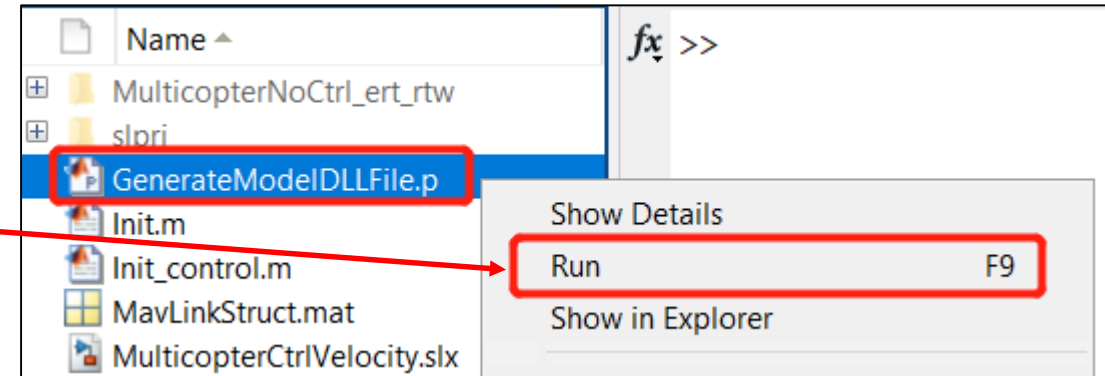 Name
fx >>
MulticopterNoCtrl_ert_rtw
slprj
GenerateModelDLLFile.p
Init.m
Init_control.m
MavLinkStruct.mat
MulticopterCtrlVelocity.slx
Show Details
Run F9
Show in Explorer